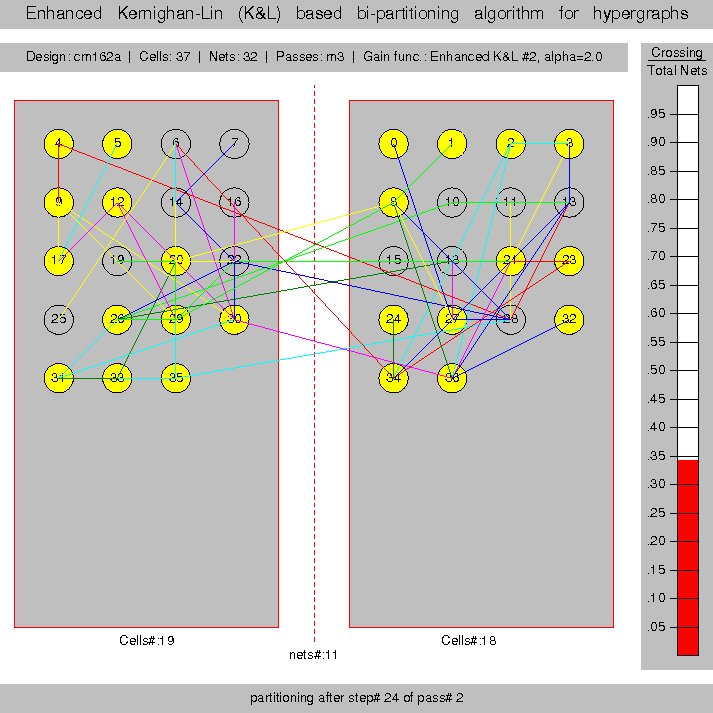 Enhanced Kernighan-Lin (K&L) based bi-partitioning algorithm for hypergraphs
Design: cm162a | Cells: 37 | Nets: 32 | Passes: m3 | Gain func.: Enhanced K&L #2, alpha=2.0
Crossing
Total Nets
4 5 6 7 0 1 2 3
9 12 14 16 8 10 11 13
17 19 20 22 15 21 23
25 26 29 30 24 27 28 32
31 33 35 34 36
.95
.90
.85
.80
.75
.70
.65
.60
.55
.50
.45
.40
.35
.30
.25
.20
.15
.10
.05
Cells#:19
Cells#:18
nets#:11
partitioning after step# 24 of pass# 2